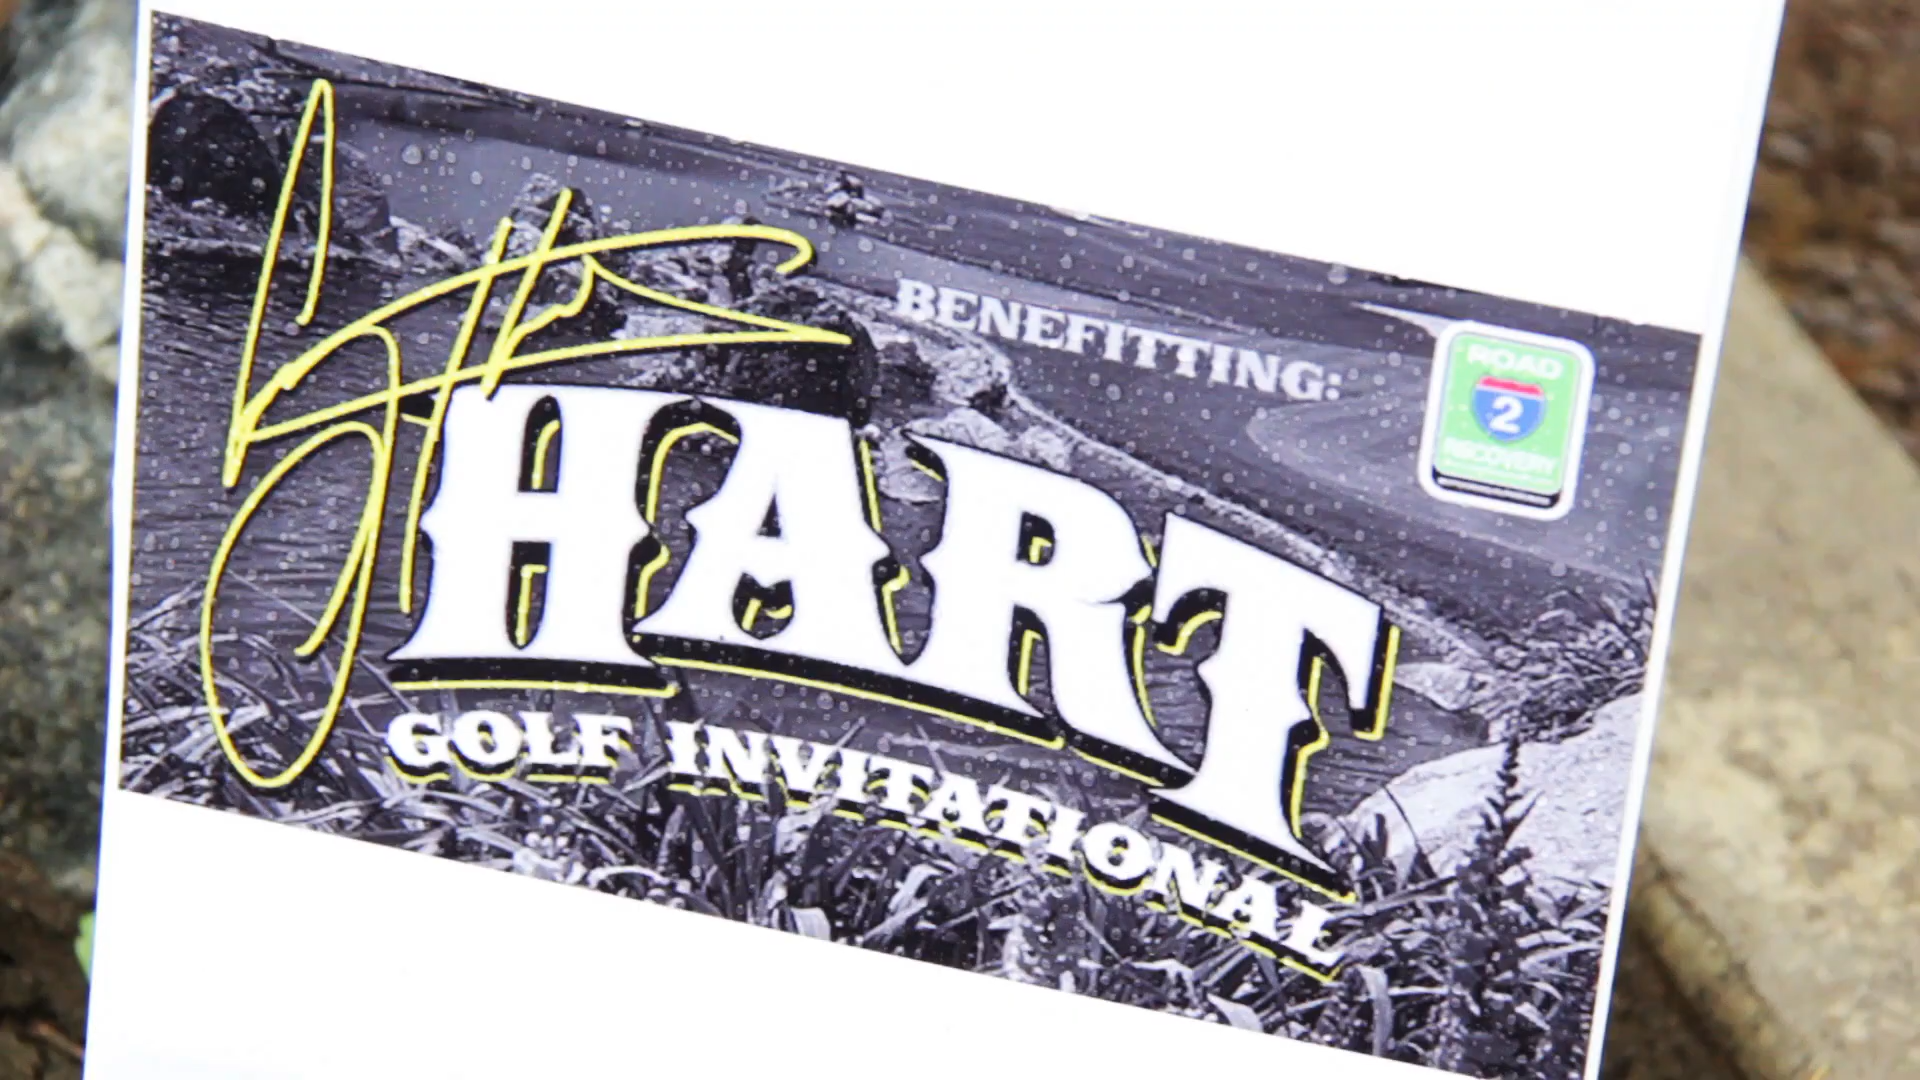 BENEFITTING:
ROAD
2
RECOVERY
HART
GOLF INVITATIONAL